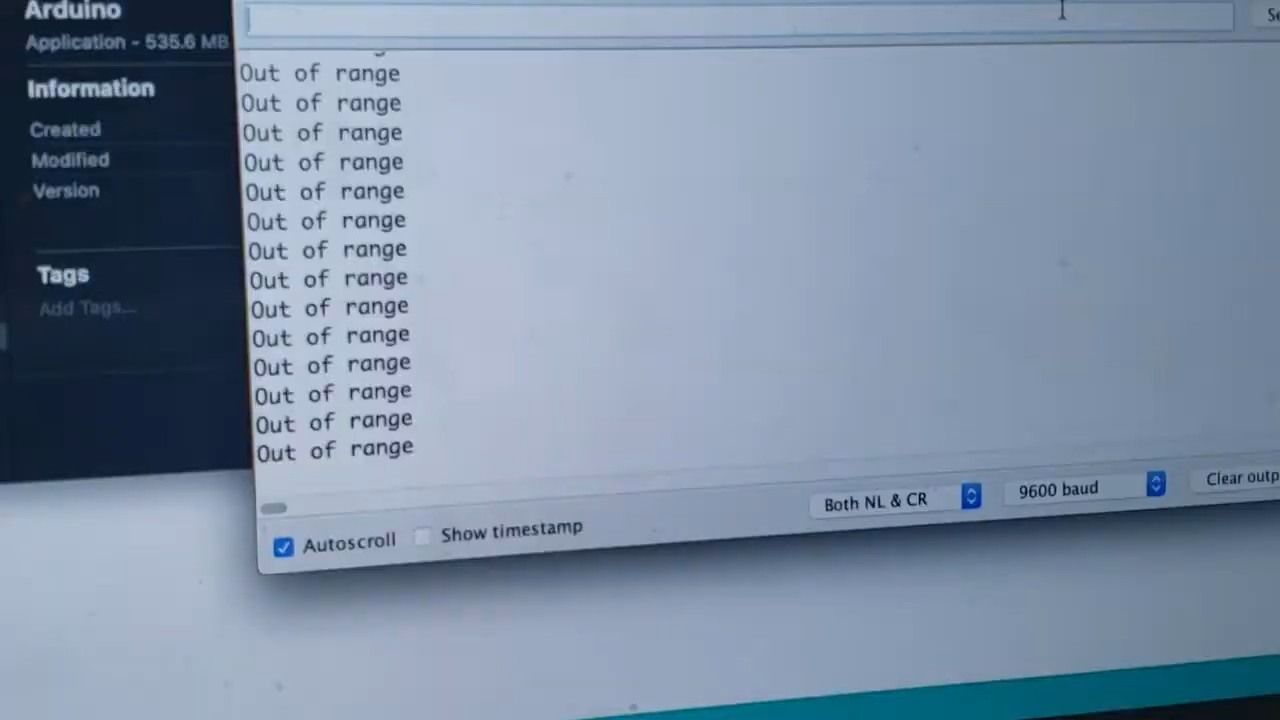 Arduino
Application - 535.6 MB
Information
Created
Modified
Version
Tags
Add Tags...
Out of range
Out of range
Out of range
Out of range
Out of range
Out of range
Out of range
Out of range
Out of range
Out of range
Out of range
Out of range
Out of range
Out of range
Autoscroll
Show timestamp
Both NL & CR
9600 baud
Clear outp